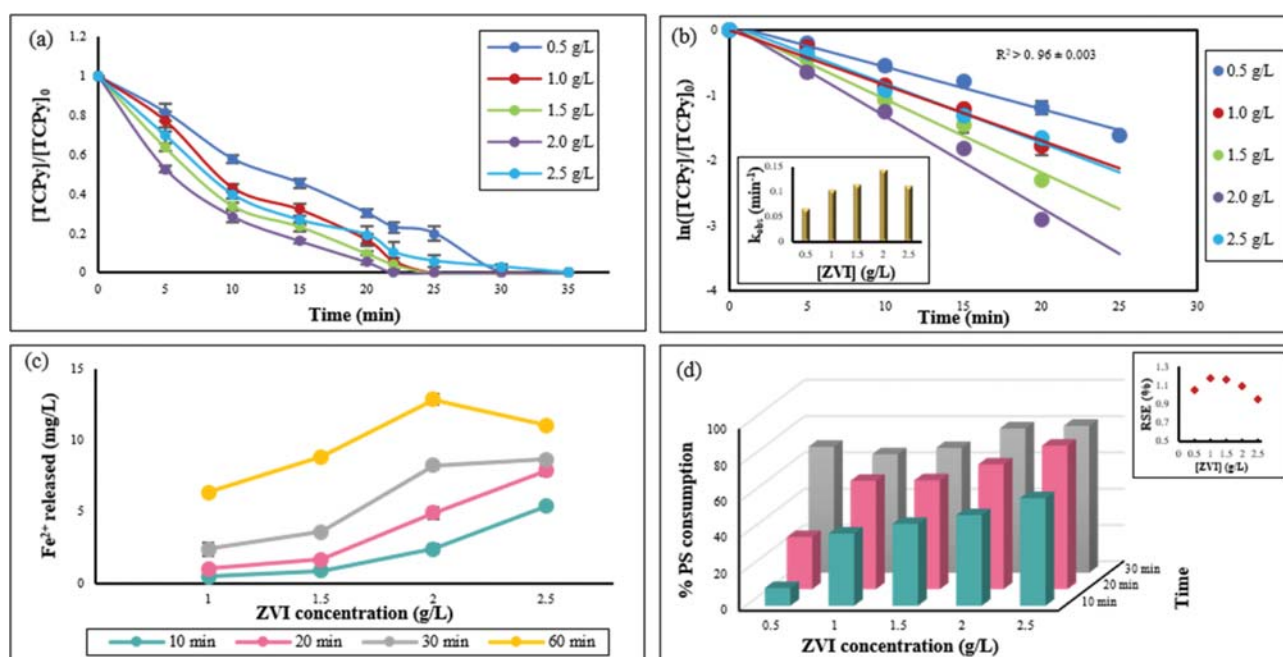 (a)
1.2
1
0.8
0.6
0.4
0.2
0
[TCPy]/[TCPy]0
0 5 10 15 20 25 30 35
Time (min)
0.5 g/L
1.0 g/L
1.5 g/L
2.0 g/L
2.5 g/L
(b)
0
-1
-2
-3
-4
ln([TCPy]/[TCPy]0)
R² > 0. 96 ± 0.003
0.5 g/L
1.0 g/L
1.5 g/L
2.0 g/L
2.5 g/L
0.15
0.1
0.05
0
kobs (min-1)
0.5 1 1.5 2 2.5
[ZVI] (g/L)
0 5 10 15 20 25 30
Time (min)
(c)
15
10
5
0
Fe2+ released (mg/L)
1 1.5 2 2.5
ZVI concentration (g/L)
10 min 20 min 30 min 60 min
(d)
100
80
60
40
20
0
% PS consumption
0.5 1 1.5 2 2.5
ZVI concentration (g/L)
30 min
20 min
10 min
Time
1.3
1.1
0.9
0.7
0.5
RSE (%)
0 0.5 1 1.5 2 2.5
[ZVI] (g/L)